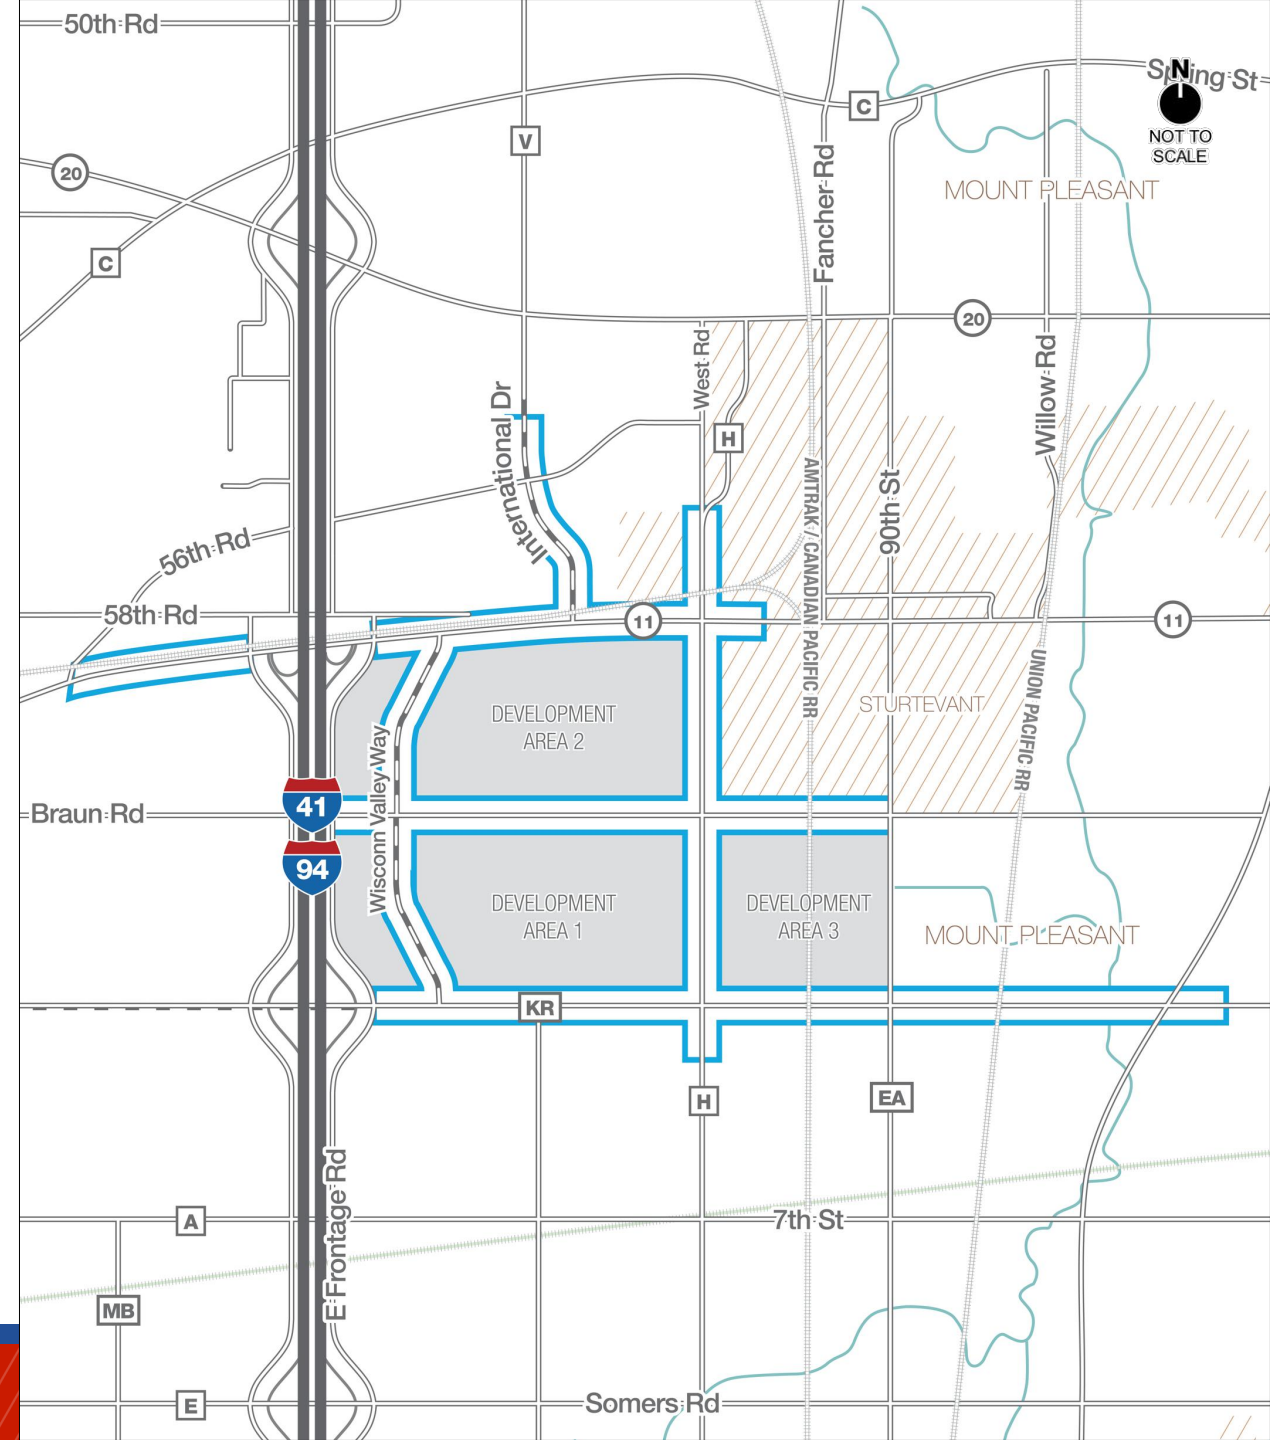 50th Rd
Spring St
N
NOT TO
SCALE
C
V
20
Fancher Rd
MOUNT PLEASANT
C
20
West Rd
Willow Rd
International Dr
H
AMTRAK / CANADIAN PACIFIC RR
90th St
56th Rd
58th Rd
11
11
UNION PACIFIC RR
STURTEVANT
DEVELOPMENT
AREA 2
Wisconn Valley Way
41
Braun Rd
94
DEVELOPMENT
AREA 1
DEVELOPMENT
AREA 3
MOUNT PLEASANT
KR
H
EA
E Frontage Rd
A
7th St
MB
E
Somers Rd